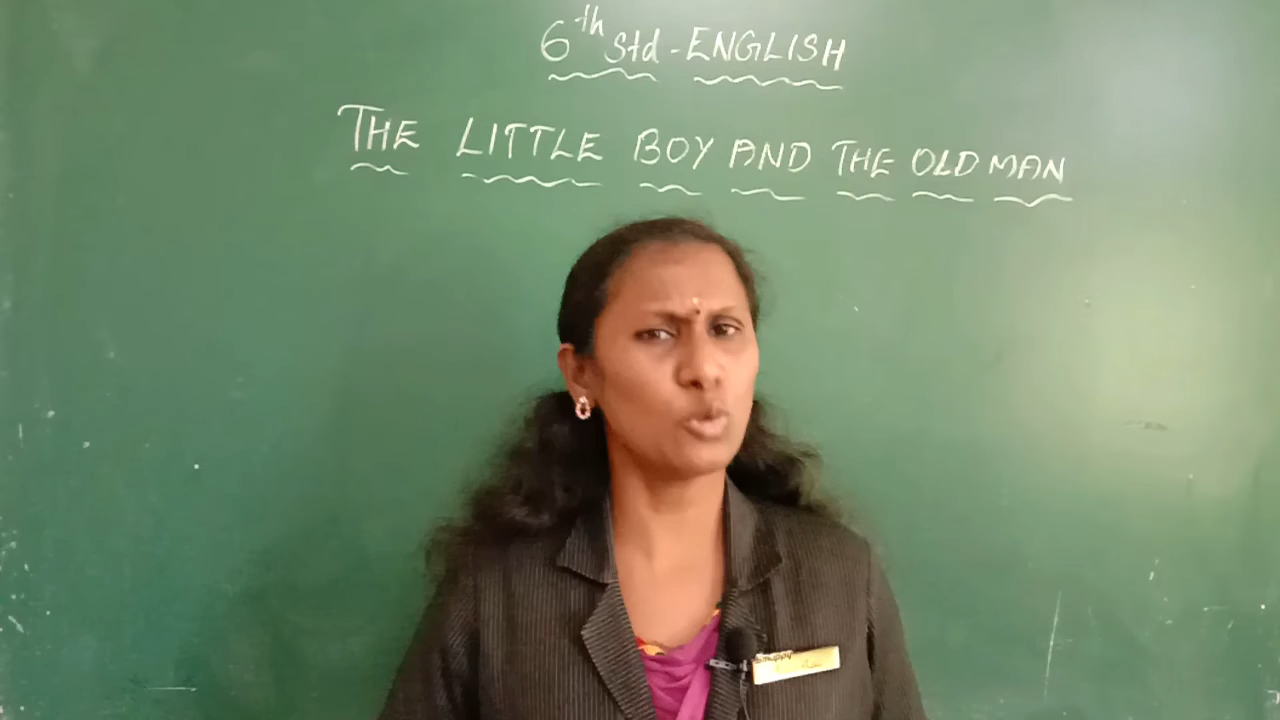 6th Std - ENGLISH
THE LITTLE BOY AND THE OLD MAN